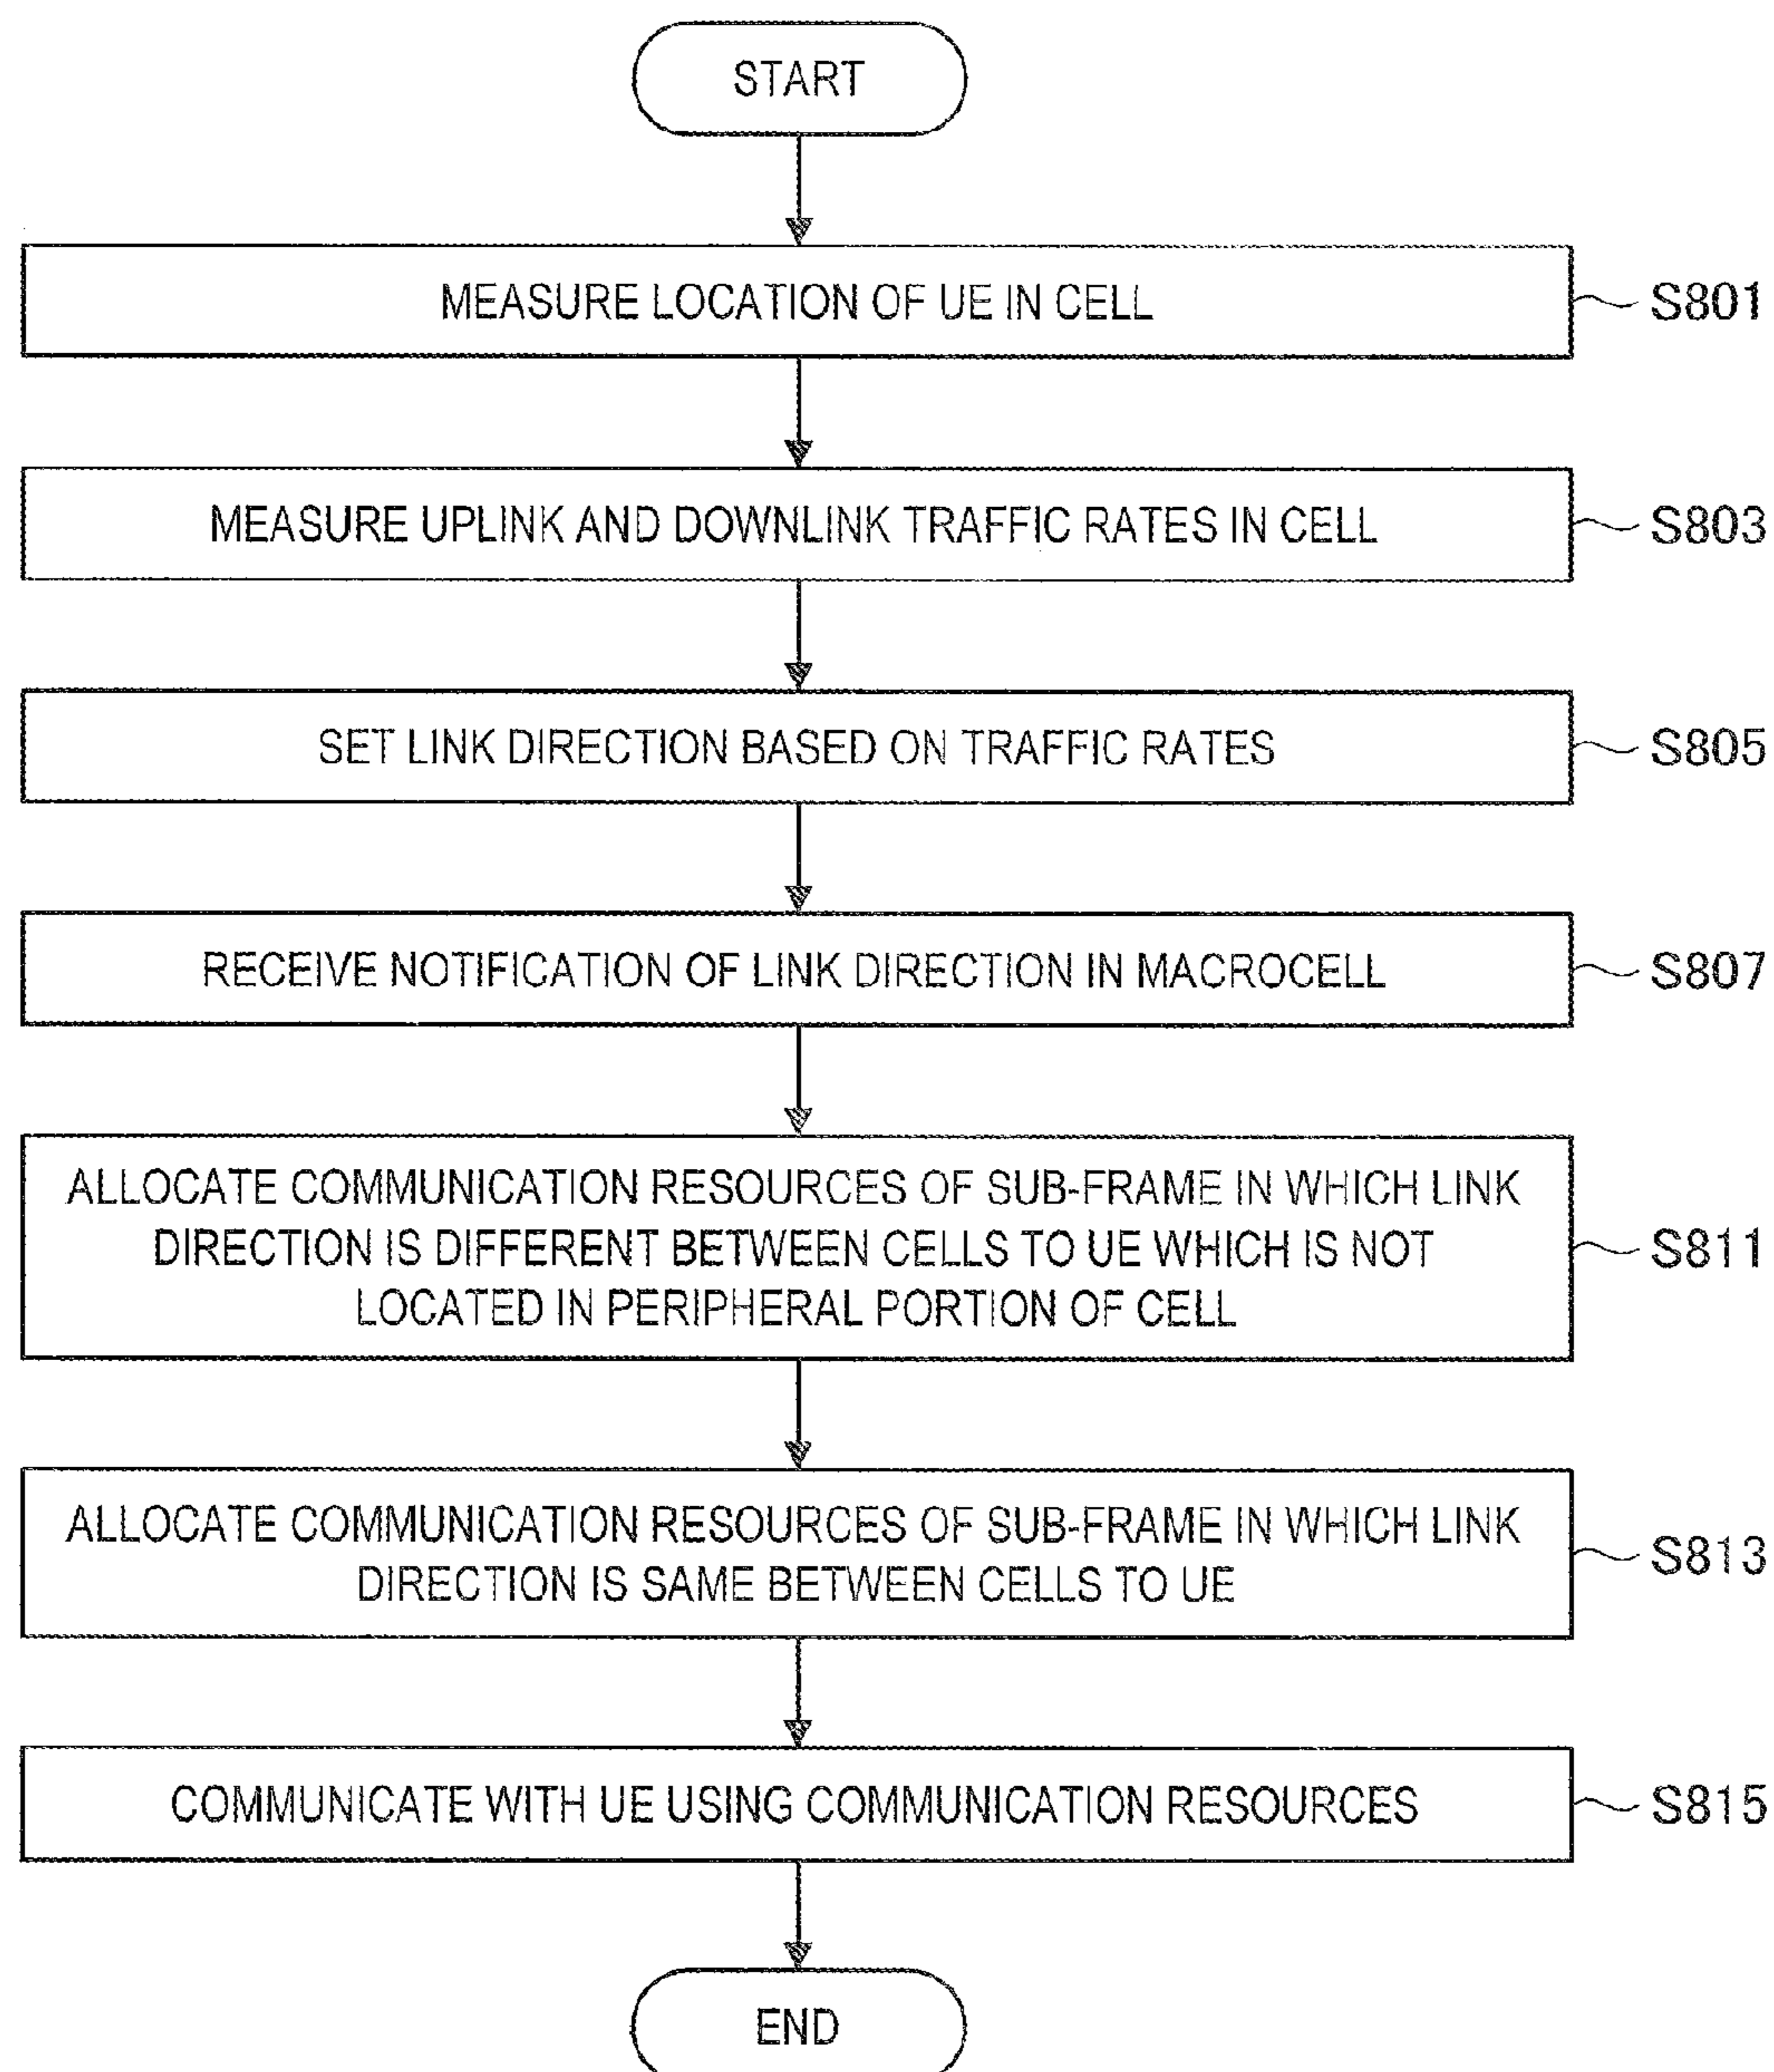 START
MEASURE LOCATION OF UE IN CELL
S801
MEASURE UPLINK AND DOWNLINK TRAFFIC RATES IN CELL
S803
SET LINK DIRECTION BASED ON TRAFFIC RATES
S805
RECEIVE NOTIFICATION OF LINK DIRECTION IN MACROCELL
S807
ALLOCATE COMMUNICATION RESOURCES OF SUB-FRAME IN WHICH LINK
DIRECTION IS DIFFERENT BETWEEN CELLS TO UE WHICH IS NOT
LOCATED IN PERIPHERAL PORTION OF CELL
S811
ALLOCATE COMMUNICATION RESOURCES OF SUB-FRAME IN WHICH LINK
DIRECTION IS SAME BETWEEN CELLS TO UE
S813
COMMUNICATE WITH UE USING COMMUNICATION RESOURCES
S815
END